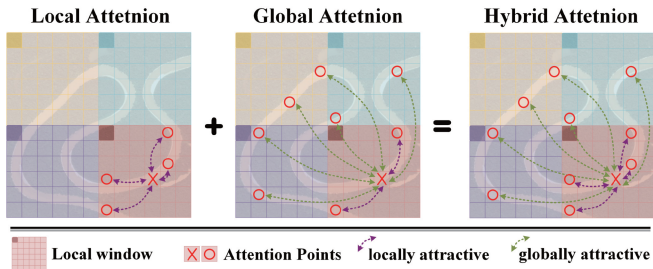 Local Attetnion
Global Attetnion
Hybrid Attetnion
+
=
Local window
Attention Points
locally attractive
globally attractive